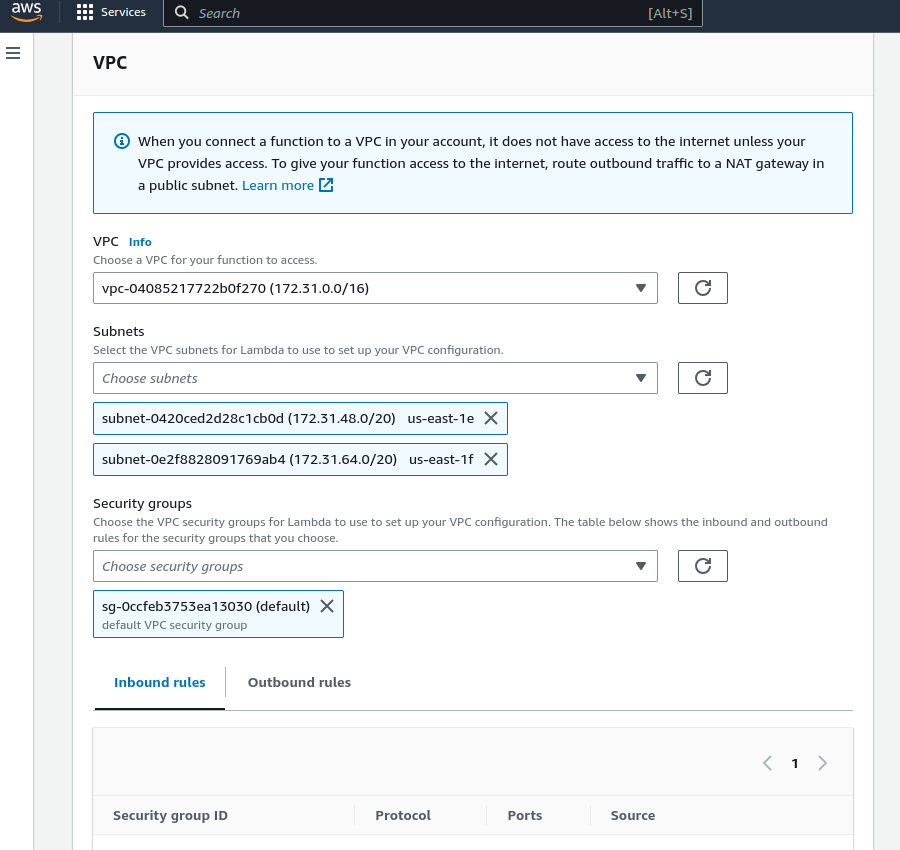 aws
Services
Search
[Alt+S]
VPC
When you connect a function to a VPC in your account, it does not have access to the internet unless your
VPC provides access. To give your function access to the internet, route outbound traffic to a NAT gateway in
a public subnet. Learn more
VPC Info
Choose a VPC for your function to access.
vpc-04085217722b0f270 (172.31.0.0/16)
Subnets
Select the VPC subnets for Lambda to use to set up your VPC configuration.
Choose subnets
subnet-0420ced2d28c1cb0d (172.31.48.0/20) us-east-1e
subnet-0e2f8828091769ab4 (172.31.64.0/20) us-east-1f
Security groups
Choose the VPC security groups for Lambda to use to set up your VPC configuration. The table below shows the inbound and outbound
rules for the security groups that you choose.
Choose security groups
sg-0ccfeb3753ea13030 (default)
default VPC security group
Inbound rules
Outbound rules
1
Security group ID
Protocol
Ports
Source